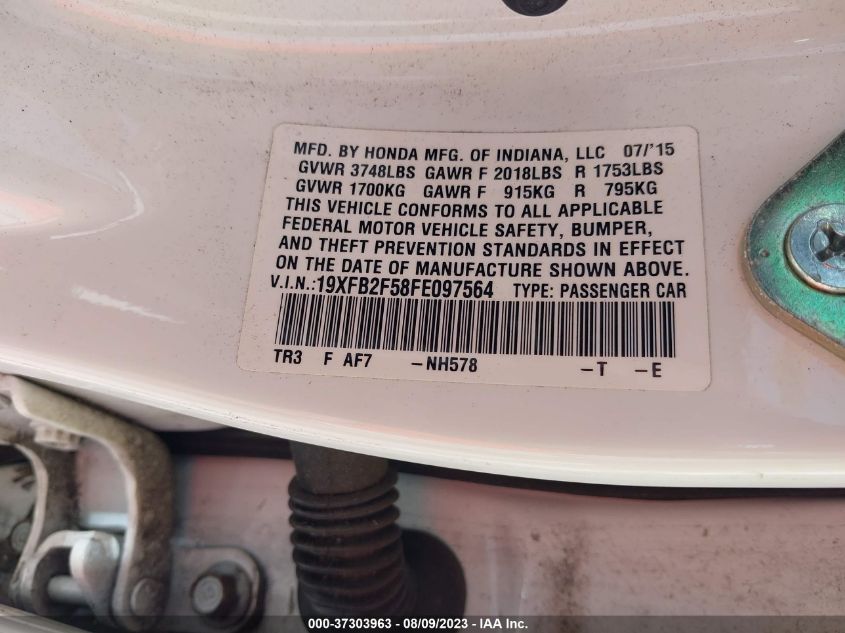 MFD. BY HONDA MFG. OF INDIANA, LLC 07/'15
GVWR 3748LBS GAWR F 2018LBS R 1753LBS
GVWR 1700KG GAWR F 915KG R 795KG
THIS VEHICLE CONFORMS TO ALL APPLICABLE
FEDERAL MOTOR VEHICLE SAFETY, BUMPER,
AND THEFT PREVENTION STANDARDS IN EFFECT
ON THE DATE OF MANUFACTURE SHOWN ABOVE.
V.I.N.:19XFB2F58FE097564 TYPE: PASSENGER CAR
TR3 F AF7 -NH578 -T -E
000-37303963 - 08/09/2023 - IAA Inc.